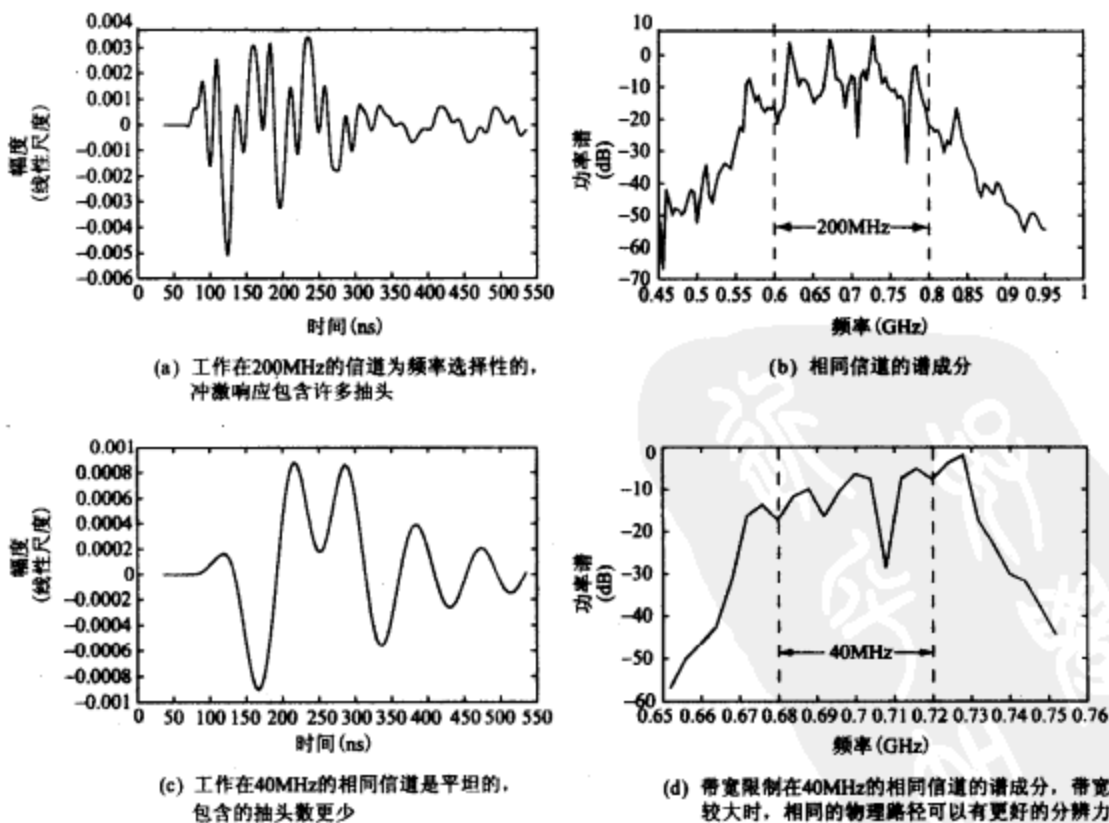 0.004
0.003
0.001
0
−0.001
−0.002
−0.003
−0.004
−0.005
−0.006
幅度
(线性尺度)
0 50 100 150 200 250 300 350 400 450 500 550
时间(ns)
(a) 工作在200MHz的信道为频率选择性的,
冲激响应包含许多抽头
10
0
−10
−20
−30
−40
−50
−60
−70
功率谱
(dB)
200MHz
0.45 0.5 0.55 0.6 0.65 0.7 0.75 0.8 0.85 0.9 0.95 1
频率(GHz)
(b) 相同信道的谱成分
0.001
0.0008
0.0006
0.0004
0.0002
0
−0.0002
−0.0004
−0.0006
−0.0008
−0.001
幅度
(线性尺度)
0 50 100 150 200 250 300 350 400 450 500 550
时间(ns)
(c) 工作在40MHz的相同信道是平坦的,
包含的抽头数更少
0
−10
−20
−30
−40
−50
−60
功率谱
(dB)
40MHz
0.65 0.66 0.67 0.68 0.69 0.7 0.71 0.72 0.73 0.74 0.75 0.76
频率(GHz)
(d) 带宽限制在40MHz的相同信道的谱成分, 带宽
较大时, 相同的物理路径可以有更好的分辨力